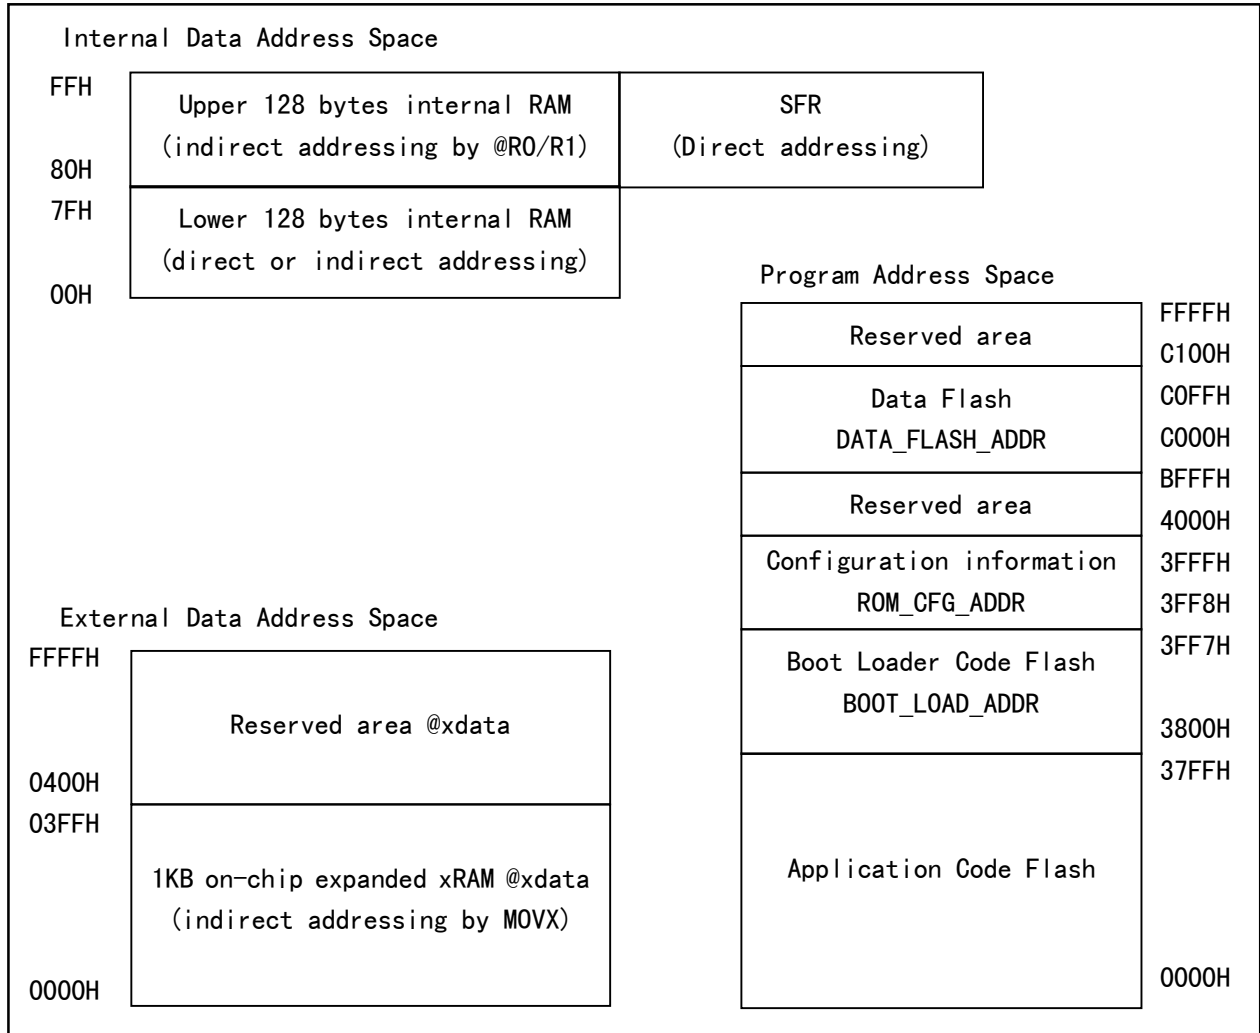 Internal Data Address Space
FFH
Upper 128 bytes internal RAM
(indirect addressing by @R0/R1)
80H
SFR
(Direct addressing)
7FH
Lower 128 bytes internal RAM
(direct or indirect addressing)
00H
Program Address Space
FFFFH
Reserved area
C100H
C0FFH
Data Flash
DATA_FLASH_ADDR
C000H
BFFFH
Reserved area
4000H
3FFFH
Configuration information
ROM_CFG_ADDR
3FF8H
3FF7H
Boot Loader Code Flash
BOOT_LOAD_ADDR
3800H
37FFH
Application Code Flash
0000H
External Data Address Space
FFFFH
Reserved area @xdata
0400H
03FFH
1KB on-chip expanded xRAM @xdata
(indirect addressing by MOVX)
0000H